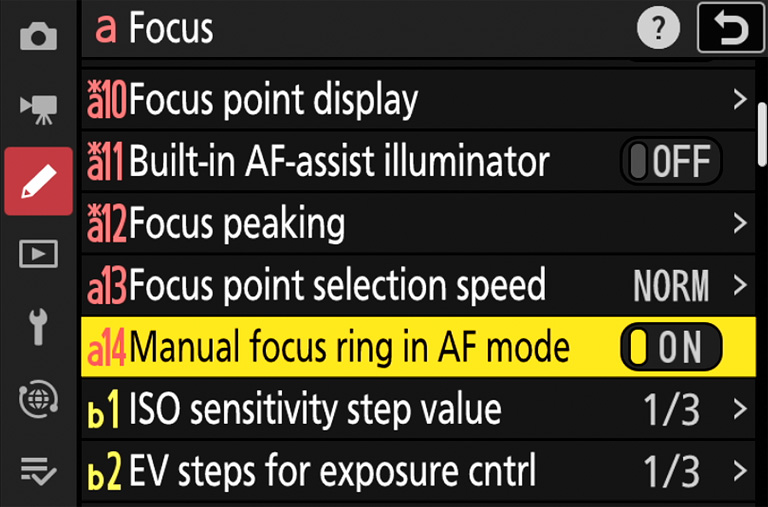 a Focus ?
*a10 Focus point display >
*a11 Built-in AF-assist illuminator OFF
*a12 Focus peaking >
a13 Focus point selection speed NORM >
a14 Manual focus ring in AF mode ON
b1 ISO sensitivity step value 1/3 >
b2 EV steps for exposure cntrl 1/3 >